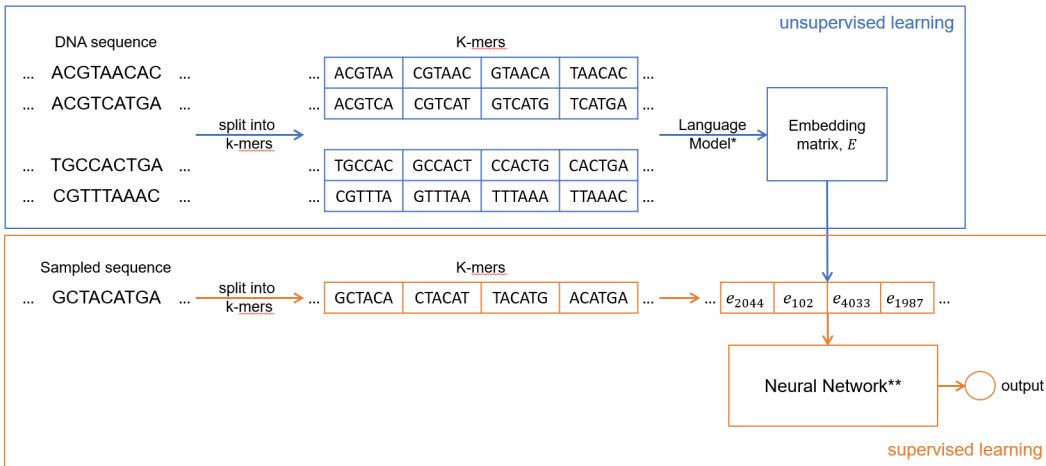 unsupervised learning
DNA sequence
K-mers
... ACGTAACAC ... ... ACGTAA CGTAAC GTAACA TAACAC ...
... ACGTCATGA ... ... ACGTCA CGTCAT GTCATG TCATGA ...
split into
k-mers
Language
Model*
Embedding
matrix, E
... TGCCACTGA ... ... TGCCAC GCCACT CCACTG CACTGA ...
... CGTTTAAAC ... ... CGTTTA GTTTAA TTTAAA TTAAAC ...
Sampled sequence
K-mers
... GCTACATGA ... split into ... GCTACA CTACAT TACATG ACATGA ... ... e2044 e102 e4033 e1987 ...
k-mers
Neural Network**
output
supervised learning